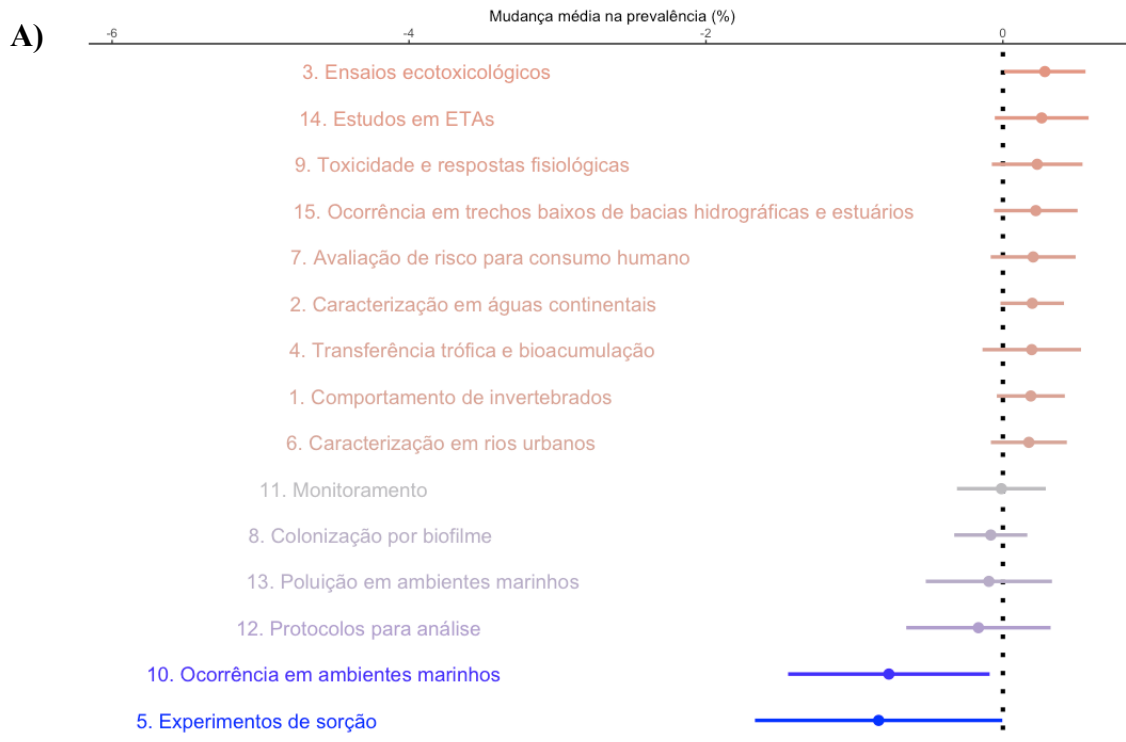 Mudança média na prevalência (%)
A)
-6 -4 -2 0
3. Ensaios ecotoxicológicos
14. Estudos em ETAs
9. Toxicidade e respostas fisiológicas
15. Ocorrência em trechos baixos de bacias hidrográficas e estuários
7. Avaliação de risco para consumo humano
2. Caracterização em águas continentais
4. Transferência trófica e bioacumulação
1. Comportamento de invertebrados
6. Caracterização em rios urbanos
11. Monitoramento
8. Colonização por biofilme
13. Poluição em ambientes marinhos
12. Protocolos para análise
10. Ocorrência em ambientes marinhos
5. Experimentos de sorção